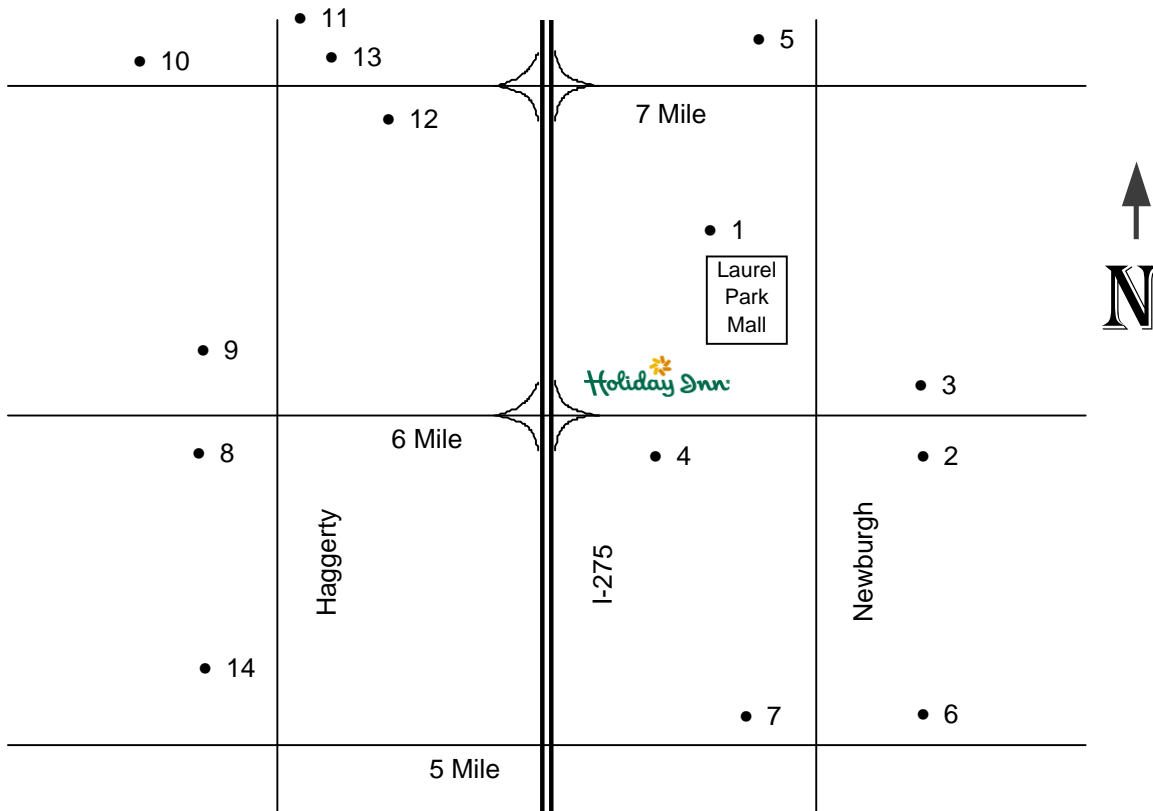 11
13
10
5
12
7 Mile
1
Laurel
Park
Mall
N
9
Holiday Inn
3
6 Mile
8
4
2
Haggerty
I-275
Newburgh
14
7
6
5 Mile